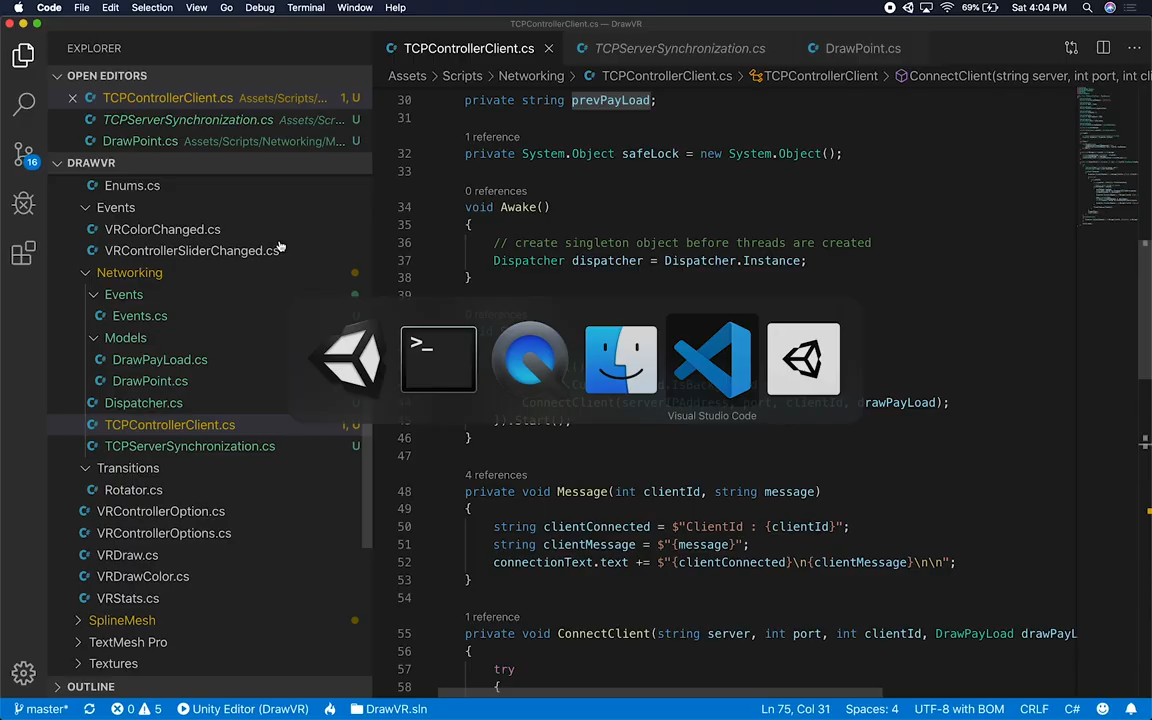 Code File Edit Selection View Go Debug Terminal Window Help 69% Sat 4:04 PM
TCPControllerClient.cs — DrawVR
EXPLORER
TCPControllerClient.cs TCPServerSynchronization.cs DrawPoint.cs
OPEN EDITORS
Assets > Scripts > Networking > TCPControllerClient.cs > TCPControllerClient > ConnectClient(string server, int port, int cli
TCPControllerClient.cs Assets/Scripts/... 1, U
TCPServerSynchronization.cs Assets/Scr... U
DrawPoint.cs Assets/Scripts/Networking/M... U
DRAWVR
Enums.cs
Events
VRColorChanged.cs
VRControllerSliderChanged.cs
Networking
Events
Events.cs
Models
DrawPayLoad.cs
DrawPoint.cs
Dispatcher.cs
TCPControllerClient.cs 1, U
TCPServerSynchronization.cs U
Transitions
Rotator.cs
VRControllerOption.cs
VRControllerOptions.cs
VRDraw.cs
VRDrawColor.cs
VRStats.cs
SplineMesh
TextMesh Pro
Textures
OUTLINE
30 private string prevPayLoad;
31
1 reference
32 private System.Object safeLock = new System.Object();
33
0 references
34 void Awake()
35 {
36 // create singleton object before threads are created
37 Dispatcher dispatcher = Dispatcher.Instance;
38 }
39
drawPayLoad);
46 }
47
4 references
48 private void Message(int clientId, string message)
49 {
50 string clientConnected = $"ClientId : {clientId}";
51 string clientMessage = $"{message}";
52 connectionText.text += $"{clientConnected}\n{clientMessage}\n\n";
53 }
54
1 reference
55 private void ConnectClient(string server, int port, int clientId, DrawPayLoad drawPayL
56 {
57 try
58 {
>_
Visual Studio Code
16
master* 0 5 Unity Editor (DrawVR) DrawVR.sln Ln 75, Col 31 Spaces: 4 UTF-8 with BOM CRLF C#